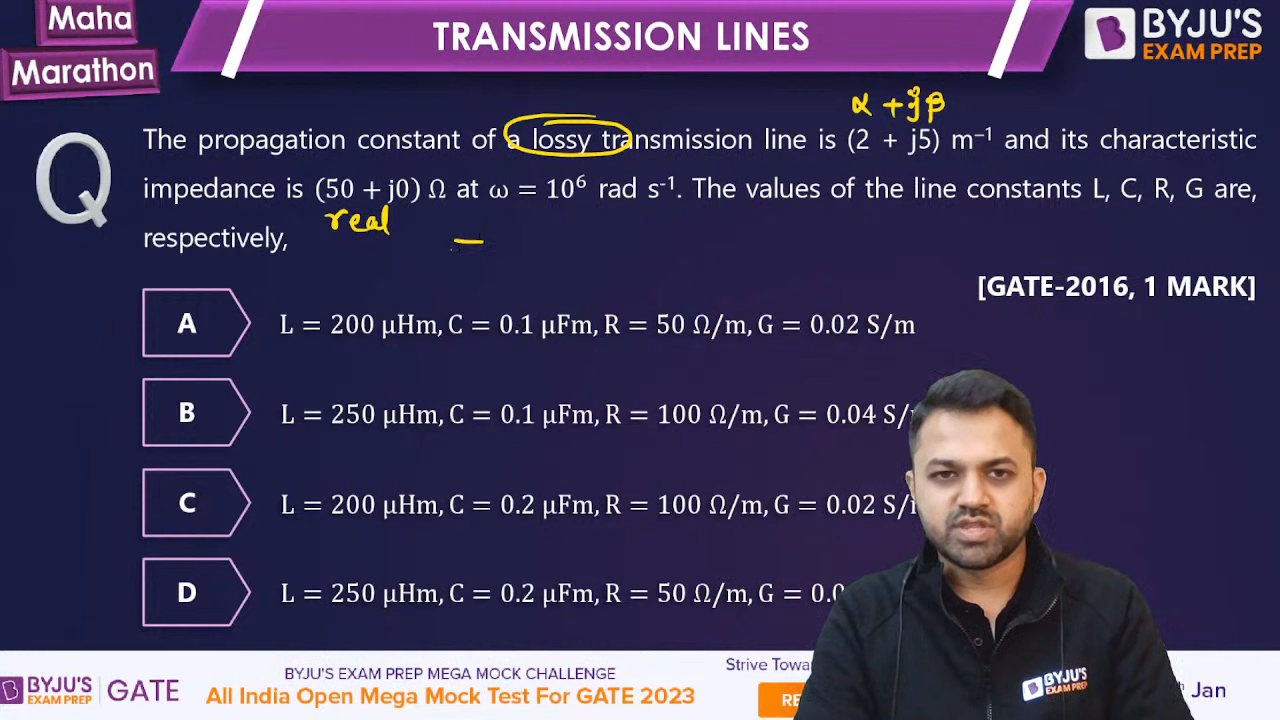 Maha
Marathon
TRANSMISSION LINES
BYJU'S
EXAM PREP
α + jβ
Q
The propagation constant of a lossy transmission line is (2 + j5) m⁻¹ and its characteristic
impedance is (50 + j0) Ω at ω = 10⁶ rad s⁻¹. The values of the line constants L, C, R, G are,
real
respectively,
[GATE-2016, 1 MARK]
A L = 200 μHm, C = 0.1 μFm, R = 50 Ω/m, G = 0.02 S/m
B L = 250 μHm, C = 0.1 μFm, R = 100 Ω/m, G = 0.04 S/
C L = 200 μHm, C = 0.2 μFm, R = 100 Ω/m, G = 0.02 S/
D L = 250 μHm, C = 0.2 μFm, R = 50 Ω/m, G = 0.0
BYJU'S
EXAM PREP
BYJU'S
EXAM PREP
GATE
BYJU'S EXAM PREP MEGA MOCK CHALLENGE
All India Open Mega Mock Test For GATE 2023
Strive
Jan